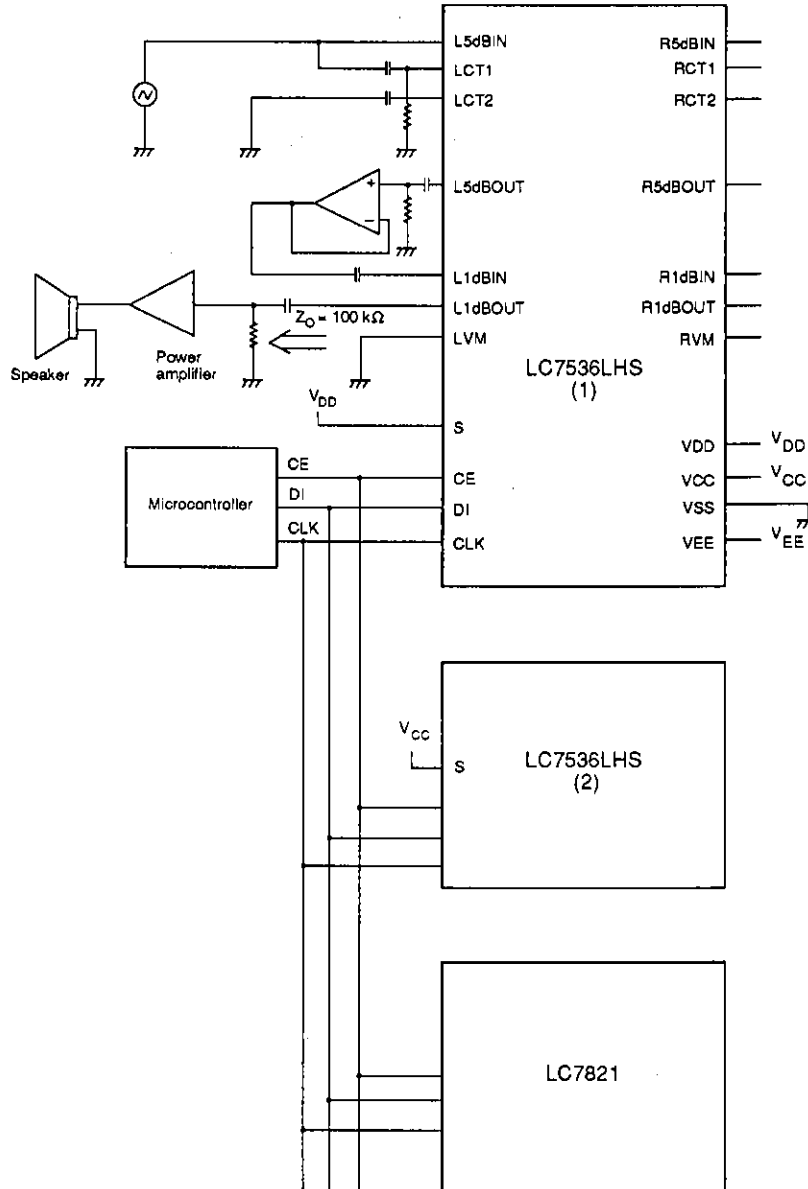 L5dBIN
LCT1
LCT2
L5dBOUT
L1dBIN
L1dBOUT
LVM
S
CE
DI
CLK
R5dBIN
RCT1
RCT2
R5dBOUT
R1dBIN
R1dBOUT
RVM
VDD
VCC
VSS
VEE
LC7536LHS
(1)
V_DD
V_CC
V_EE
+
−
Z_O = 100 kΩ
Speaker
Power
amplifier
V_DD
Microcontroller
CE
DI
CLK
V_CC
S
LC7536LHS
(2)
LC7821